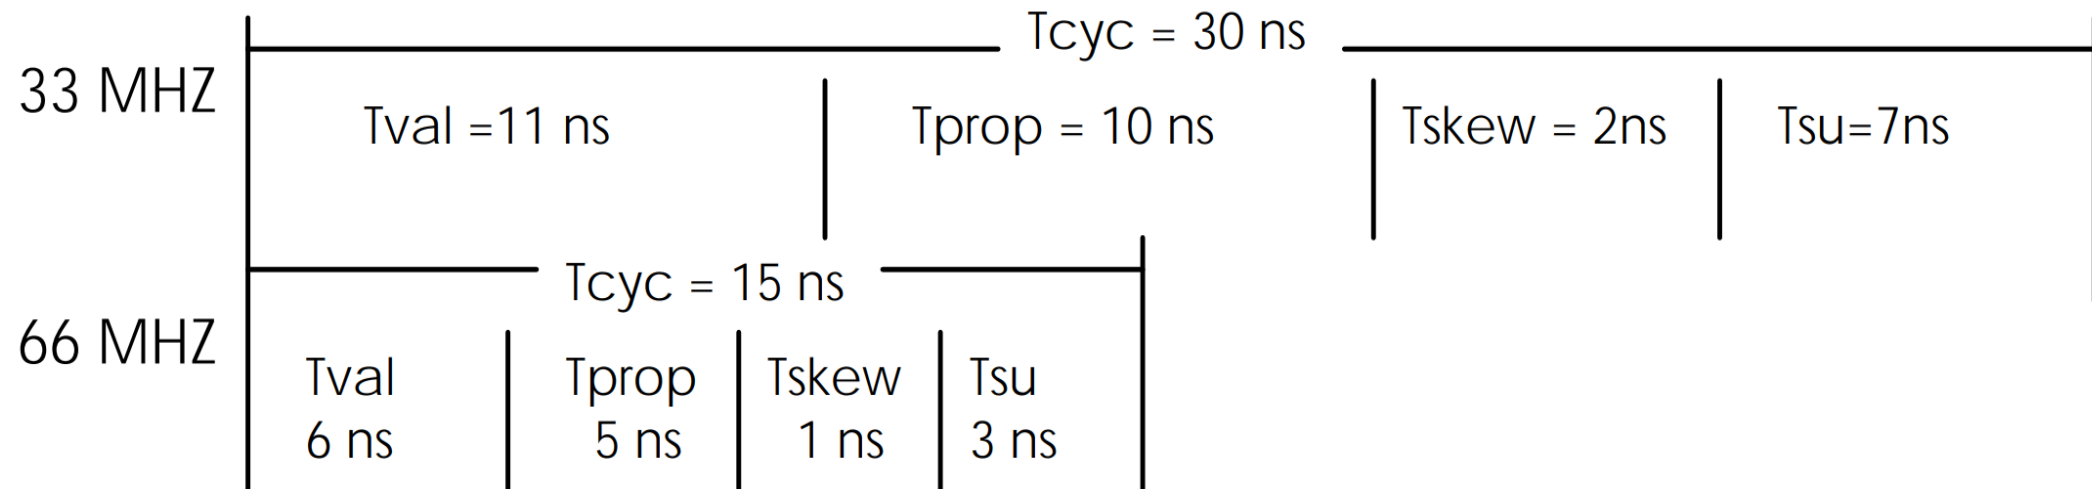 Tcyc = 30 ns
33 MHZ
Tval =11 ns
Tprop = 10 ns
Tskew = 2ns
Tsu=7ns
Tcyc = 15 ns
66 MHZ
Tval
6 ns
Tprop
5 ns
Tskew
1 ns
Tsu
3 ns